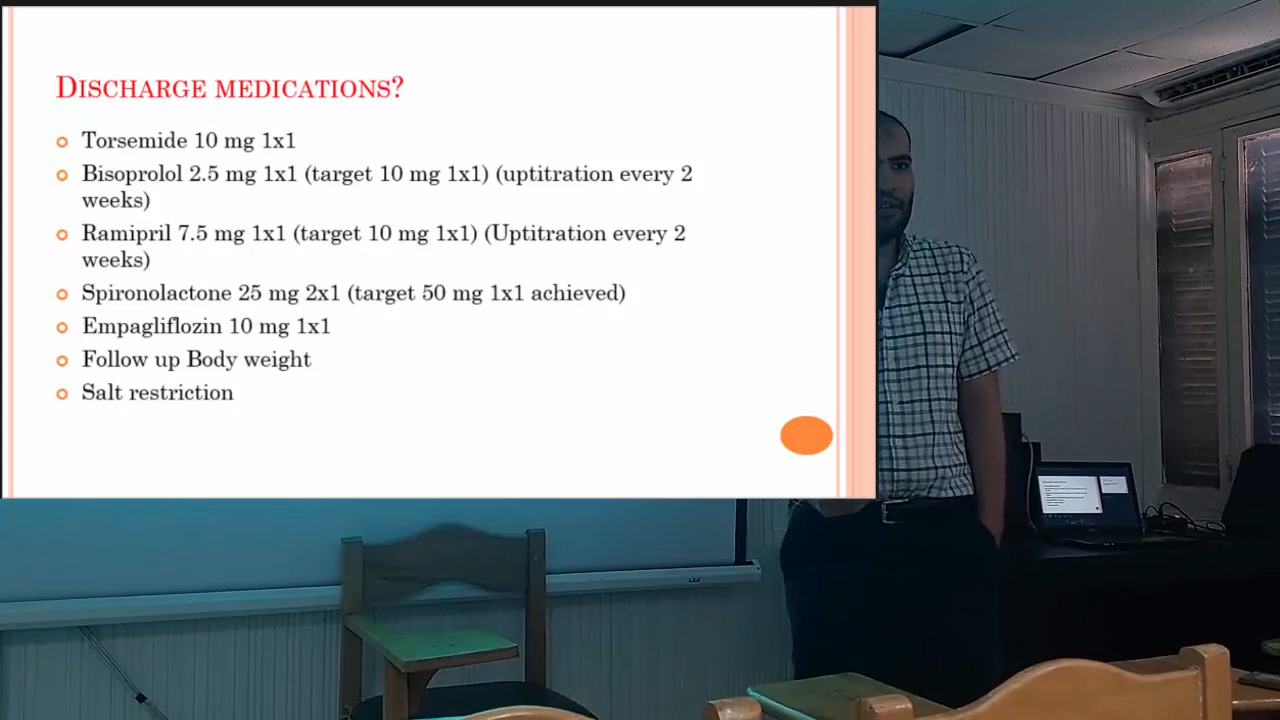 DISCHARGE MEDICATIONS?
Torsemide 10 mg 1x1
Bisoprolol 2.5 mg 1x1 (target 10 mg 1x1) (uptitration every 2
weeks)
Ramipril 7.5 mg 1x1 (target 10 mg 1x1) (Uptitration every 2
weeks)
Spironolactone 25 mg 2x1 (target 50 mg 1x1 achieved)
Empagliflozin 10 mg 1x1
Follow up Body weight
Salt restriction